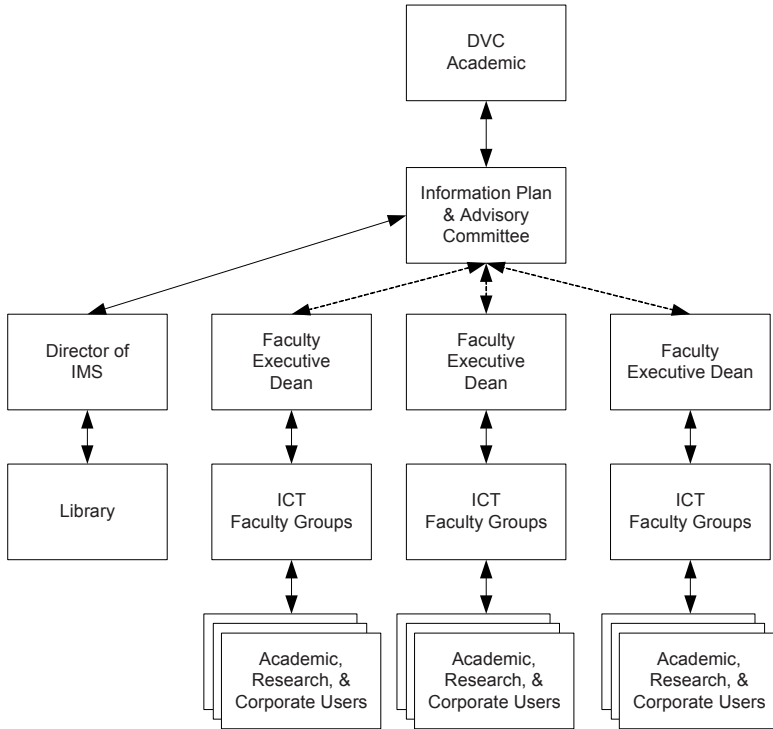 DVC
Academic
Information Plan
& Advisory
Committee
Director of
IMS
Faculty
Executive
Dean
Faculty
Executive
Dean
Faculty
Executive Dean
Library
ICT
Faculty Groups
ICT
Faculty Groups
ICT
Faculty Groups
Academic,
Research, &
Corporate Users
Academic,
Research, &
Corporate Users
Academic,
Research, &
Corporate Users